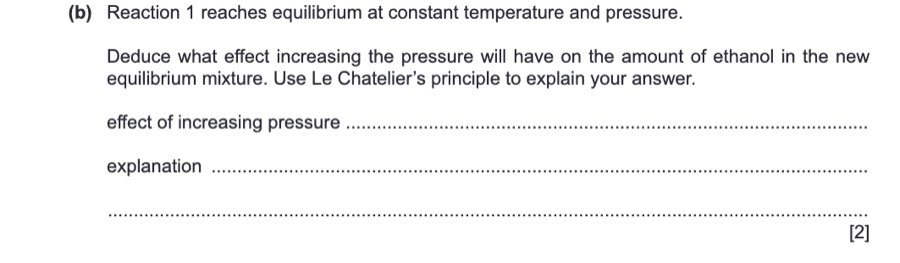 (b) Reaction 1 reaches equilibrium at constant temperature and pressure.
Deduce what effect increasing the pressure will have on the amount of ethanol in the new
equilibrium mixture. Use Le Chatelier’s principle to explain your answer.
effect of increasing pressure ..............................................................................................................
explanation ..........................................................................................................................................
...............................................................................................................................................................
[2]